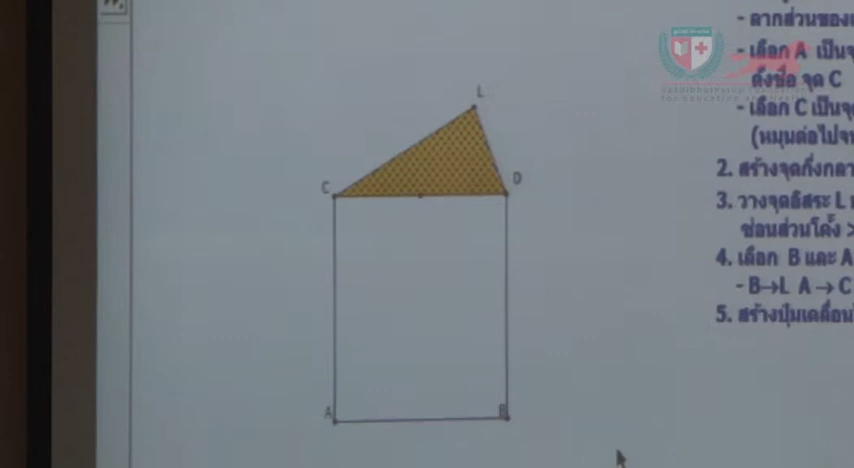 - ลากส่วนของ
- เลือก A เป็นจุ
ตั้งชื่อ จุด C
- เลือก C เป็นจุ
(หมุนต่อไปจ
2. สร้างจุดกึ่งกลา
3. วางจุดอิสระ L
ซ่อนส่วนโค้ง >
4. เลือก B และ A
- B→L A → C
5. สร้างปุ่มเคลื่อน
L
C
D
A
B